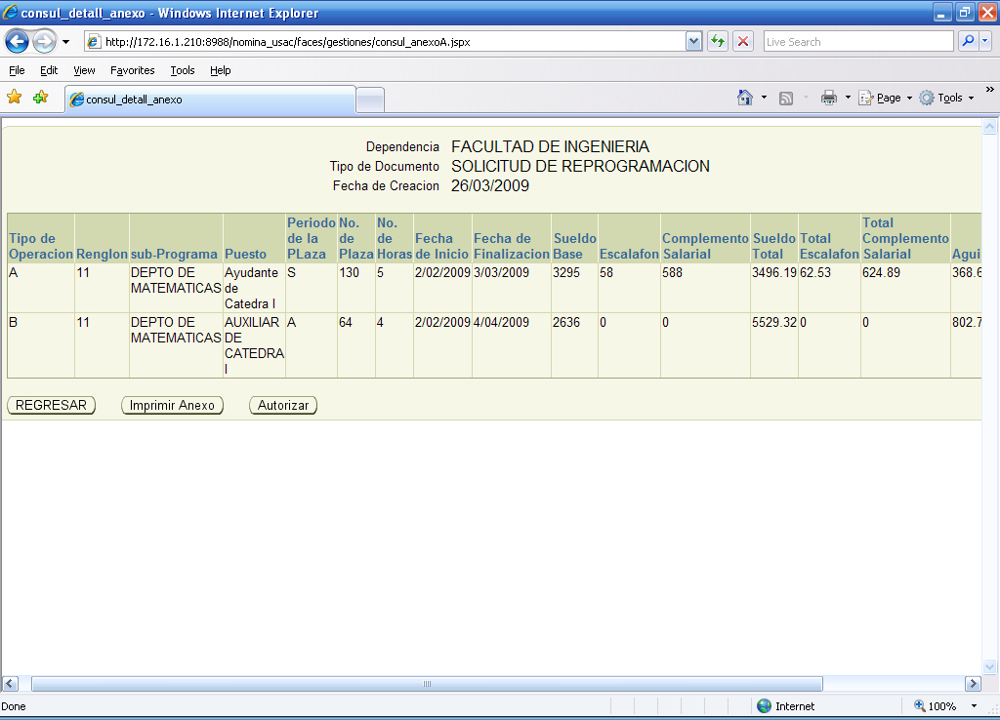 consul_detall_anexo - Windows Internet Explorer
http://172.16.1.210:8988/nomina_usac/faces/gestiones/consul_anexoA.jspx
Live Search
File Edit View Favorites Tools Help
consul_detall_anexo
Page Tools »
Dependencia FACULTAD DE INGENIERIA
Tipo de Documento SOLICITUD DE REPROGRAMACION
Fecha de Creacion 26/03/2009
Periodo No. No. Total
Tipo de de la de de Fecha Fecha de Sueldo Complemento Sueldo Total Complemento
Operacion Renglon sub-Programa Puesto PLaza Plaza Horas de Inicio Finalizacion Base Escalafon Salarial Total Escalafon Salarial Agui
A 11 DEPTO DE Ayudante S 130 5 2/02/2009 3/03/2009 3295 58 588 3496.19 62.53 624.89 368.6
MATEMATICAS de
Catedra I
B 11 DEPTO DE AUXILIAR A 64 4 2/02/2009 4/04/2009 2636 0 0 5529.32 0 0 802.7
MATEMATICAS DE
CATEDRA
I
REGRESAR Imprimir Anexo Autorizar
Done Internet 100%